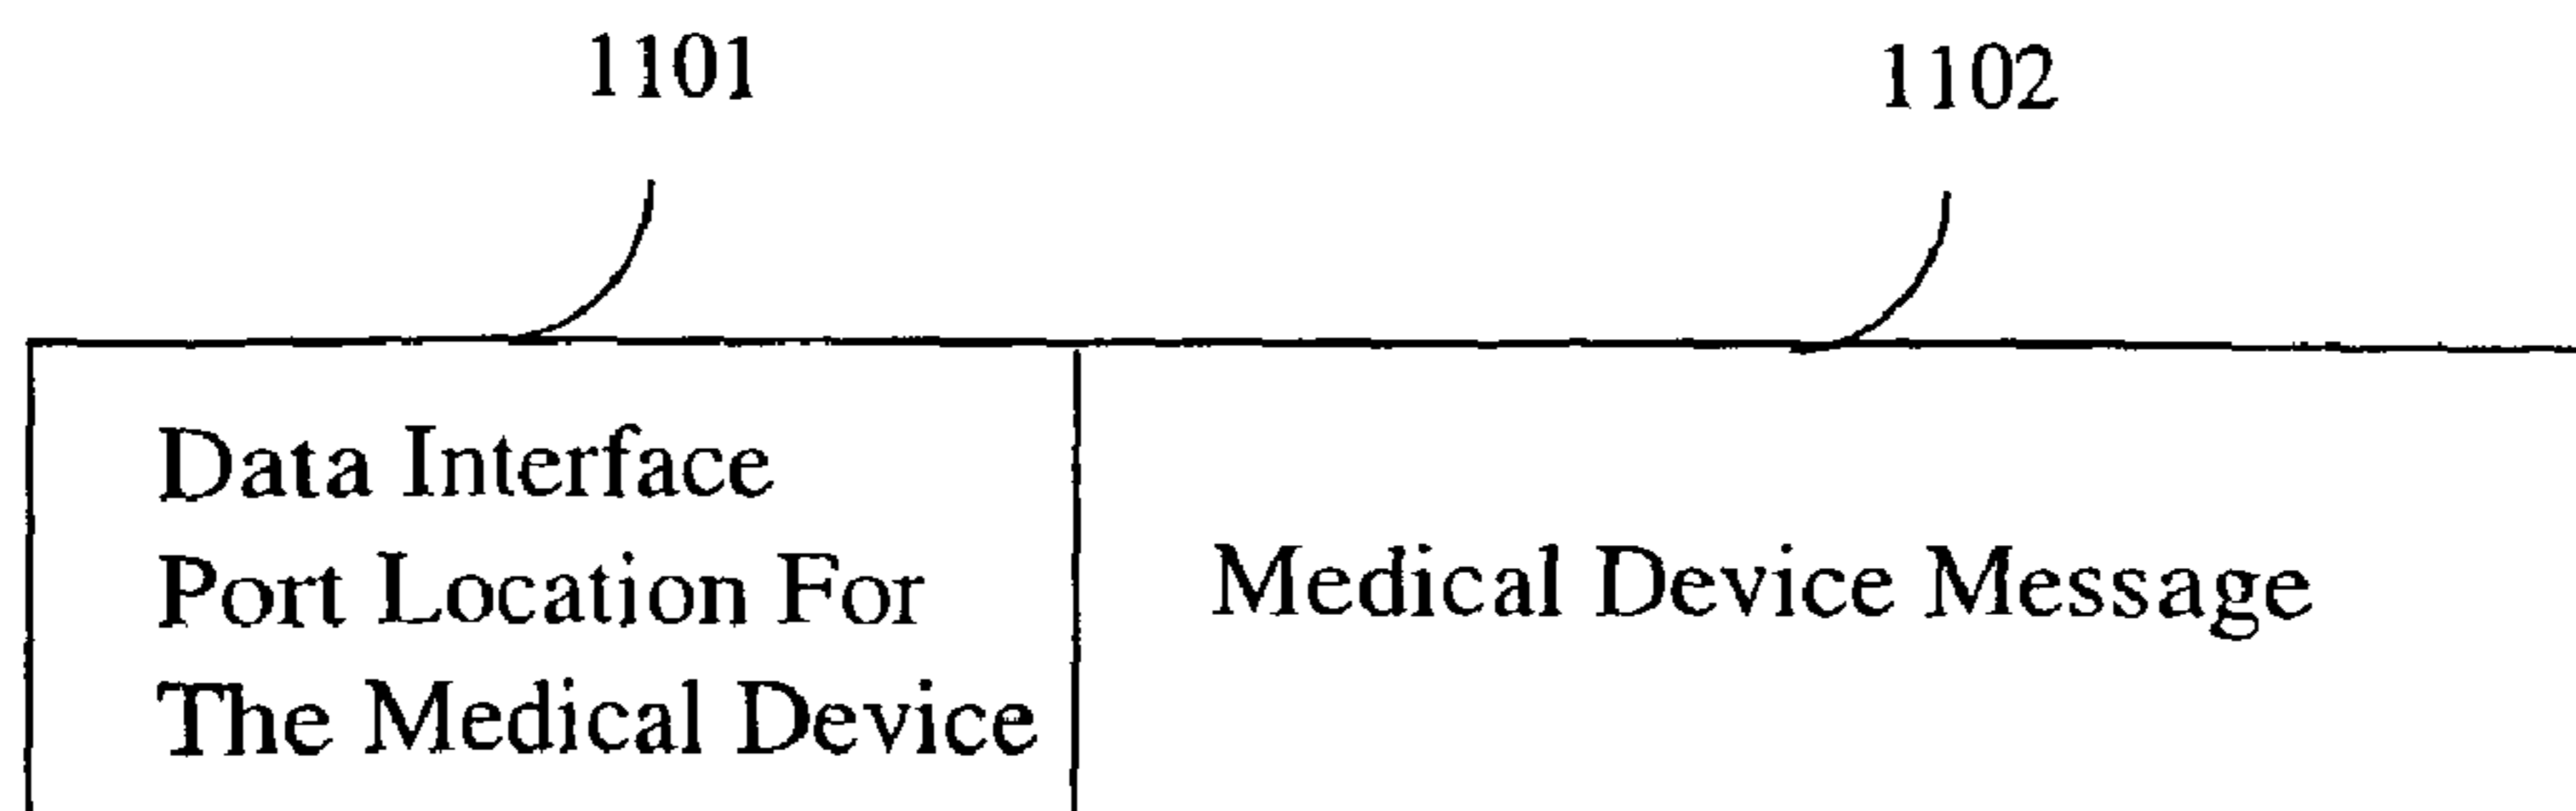 1101
1102
Data Interface
Port Location For
The Medical Device
Medical Device Message